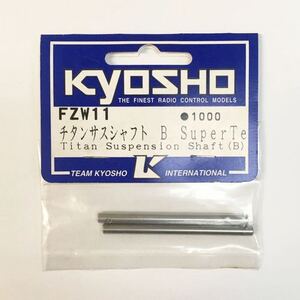 KYOSHO
THE FINEST RADIO CONTROL MODELS
FZW11 ●1000
チタンサスシャフト B SuperTe
Titan Suspension Shaft(B)
TEAM KYOSHO K INTERNATIONAL